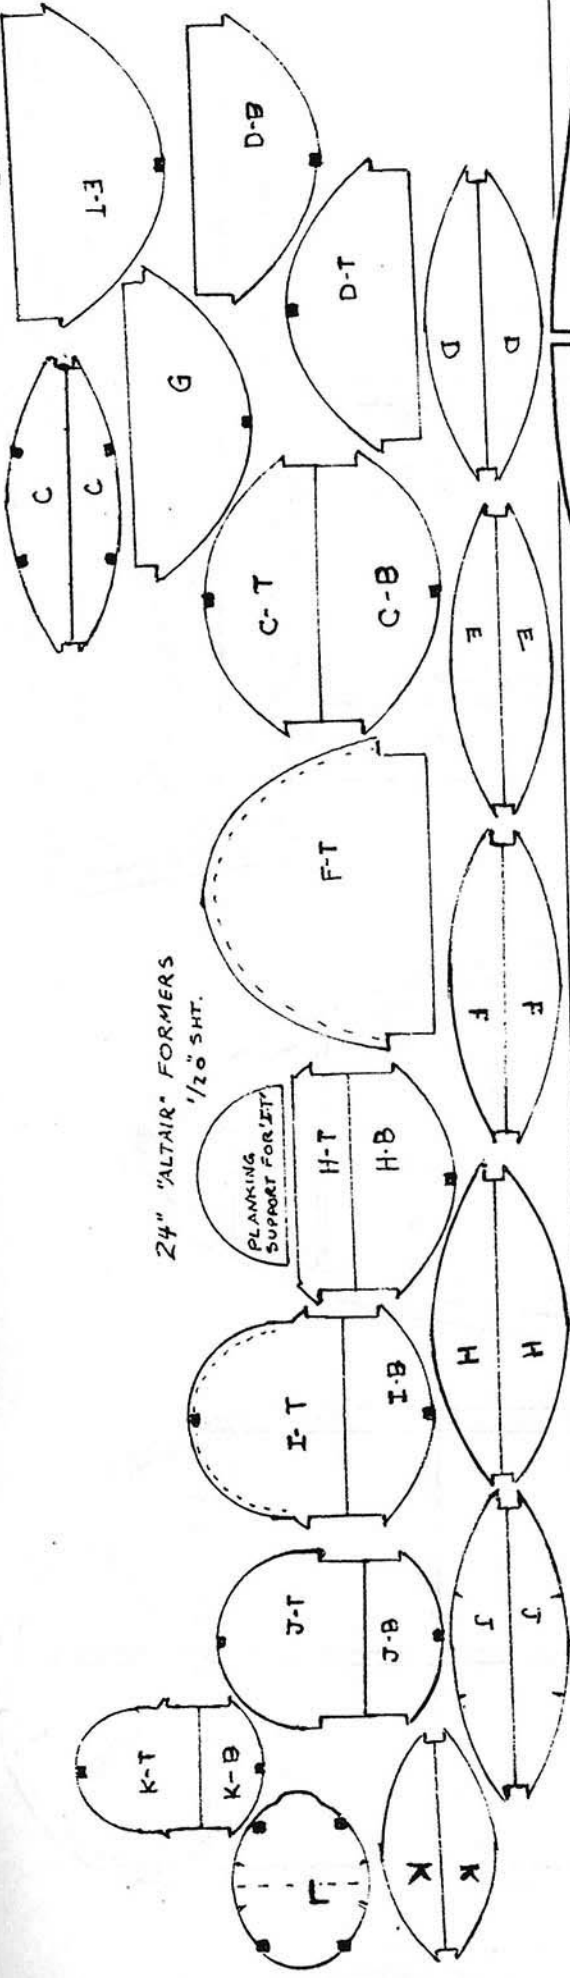 E-T
D-B
D-T
D
D
G
C
C
C-T
C-B
E
E
F-T
F
F
24" "ALTAIR" FORMERS
1/20" SHT.
PLANKING
SUPPORT FOR 'I-T'
H-T
H-B
H
H
I-T
I-B
J-T
J-B
J
J
K-T
K-B
L
K
K